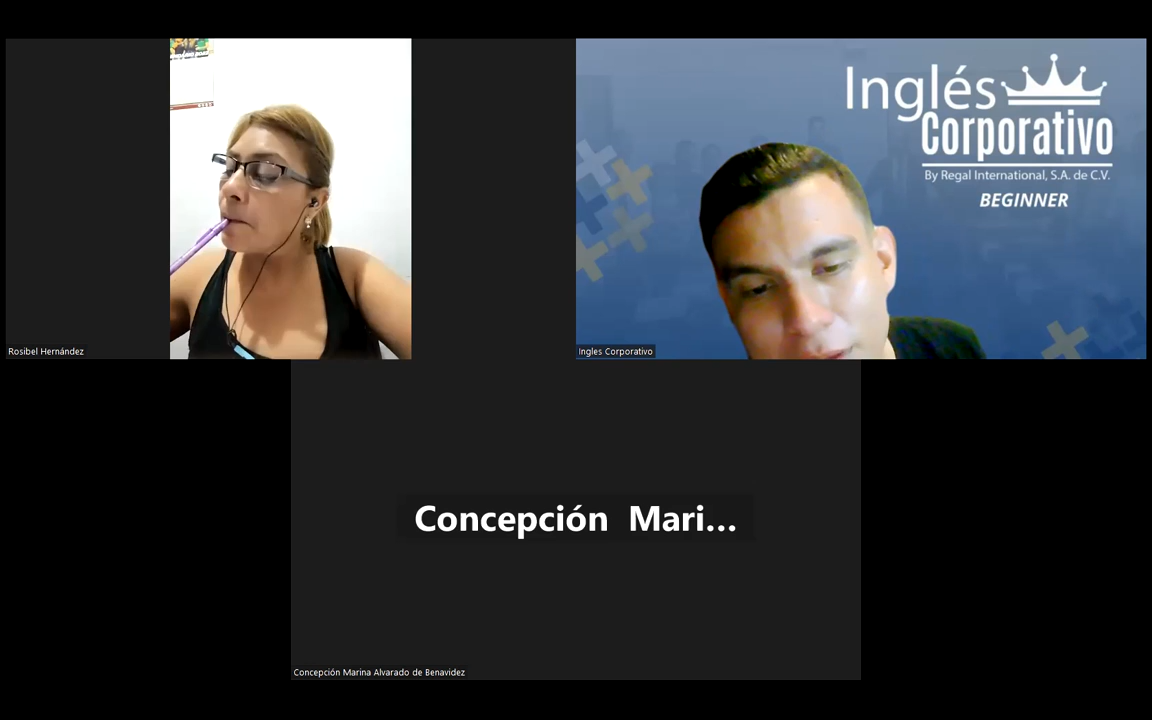 Inglés
Corporativo
By Regal International, S.A. de C.V.
BEGINNER
Rosibel Hernández
Ingles Corporativo
Concepción Mari...
Concepción Marina Alvarado de Benavidez